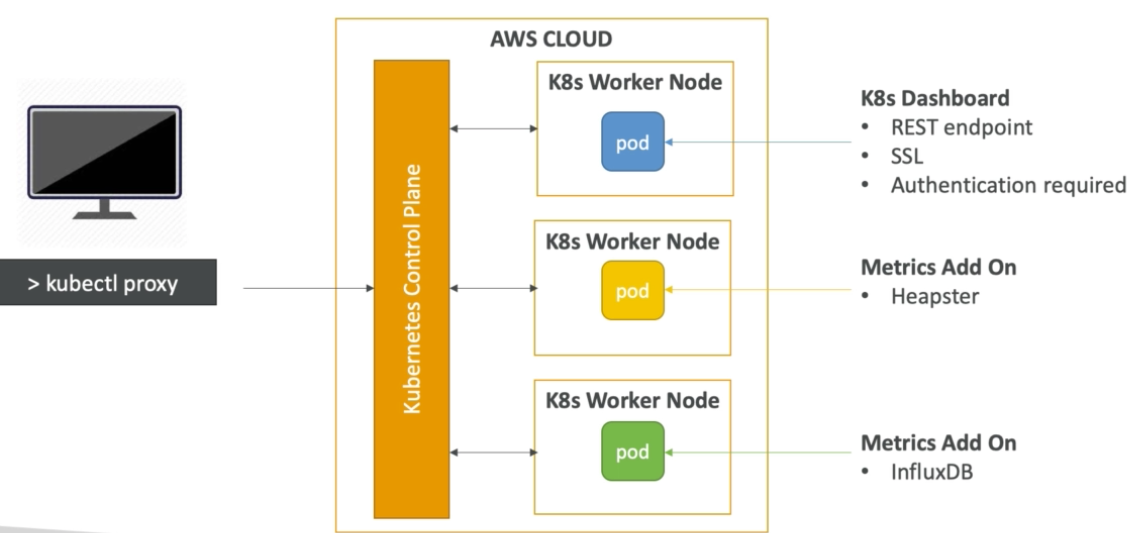 AWS CLOUD
> kubectl proxy
Kubernetes Control Plane
K8s Worker Node
pod
K8s Dashboard
• REST endpoint
• SSL
• Authentication required
K8s Worker Node
pod
Metrics Add On
• Heapster
K8s Worker Node
pod
Metrics Add On
• InfluxDB